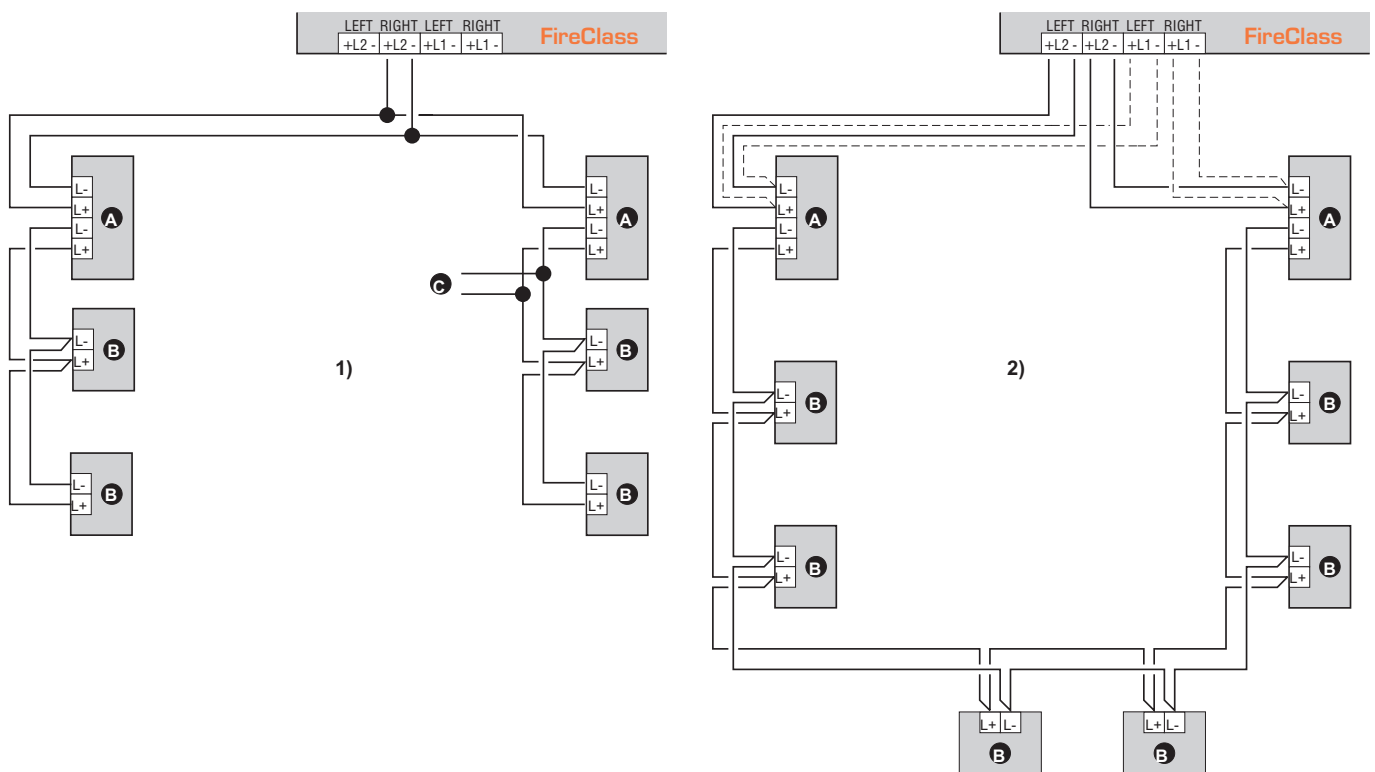 LEFT RIGHT LEFT RIGHT
+L2 - +L2 - +L1 - +L1 -
FireClass
L-
L+
L-
L+
A
L-
L+
L-
L+
A
C
L-
L+
B
L-
L+
B
1)
L-
L+
B
L-
L+
B
LEFT RIGHT LEFT RIGHT
+L2 - +L2 - +L1 - +L1 -
FireClass
L-
L+
L-
L+
A
L-
L+
L-
L+
A
2)
L-
L+
B
L-
L+
B
L-
L+
B
L-
L+
B
L+ L-
B
L+ L-
B